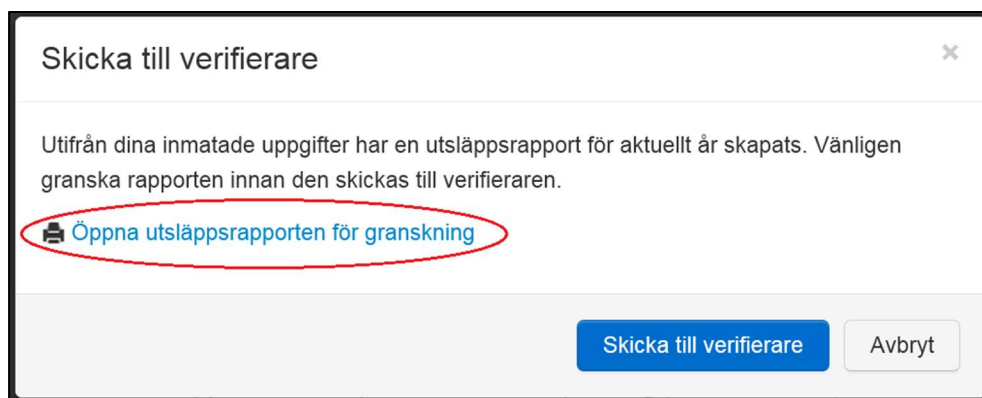 Skicka till verifierare
×
Utifrån dina inmatade uppgifter har en utsläppsrapport för aktuellt år skapats. Vänligen
granska rapporten innan den skickas till verifieraren.
Öppna utsläppsrapporten för granskning
Skicka till verifierare
Avbryt